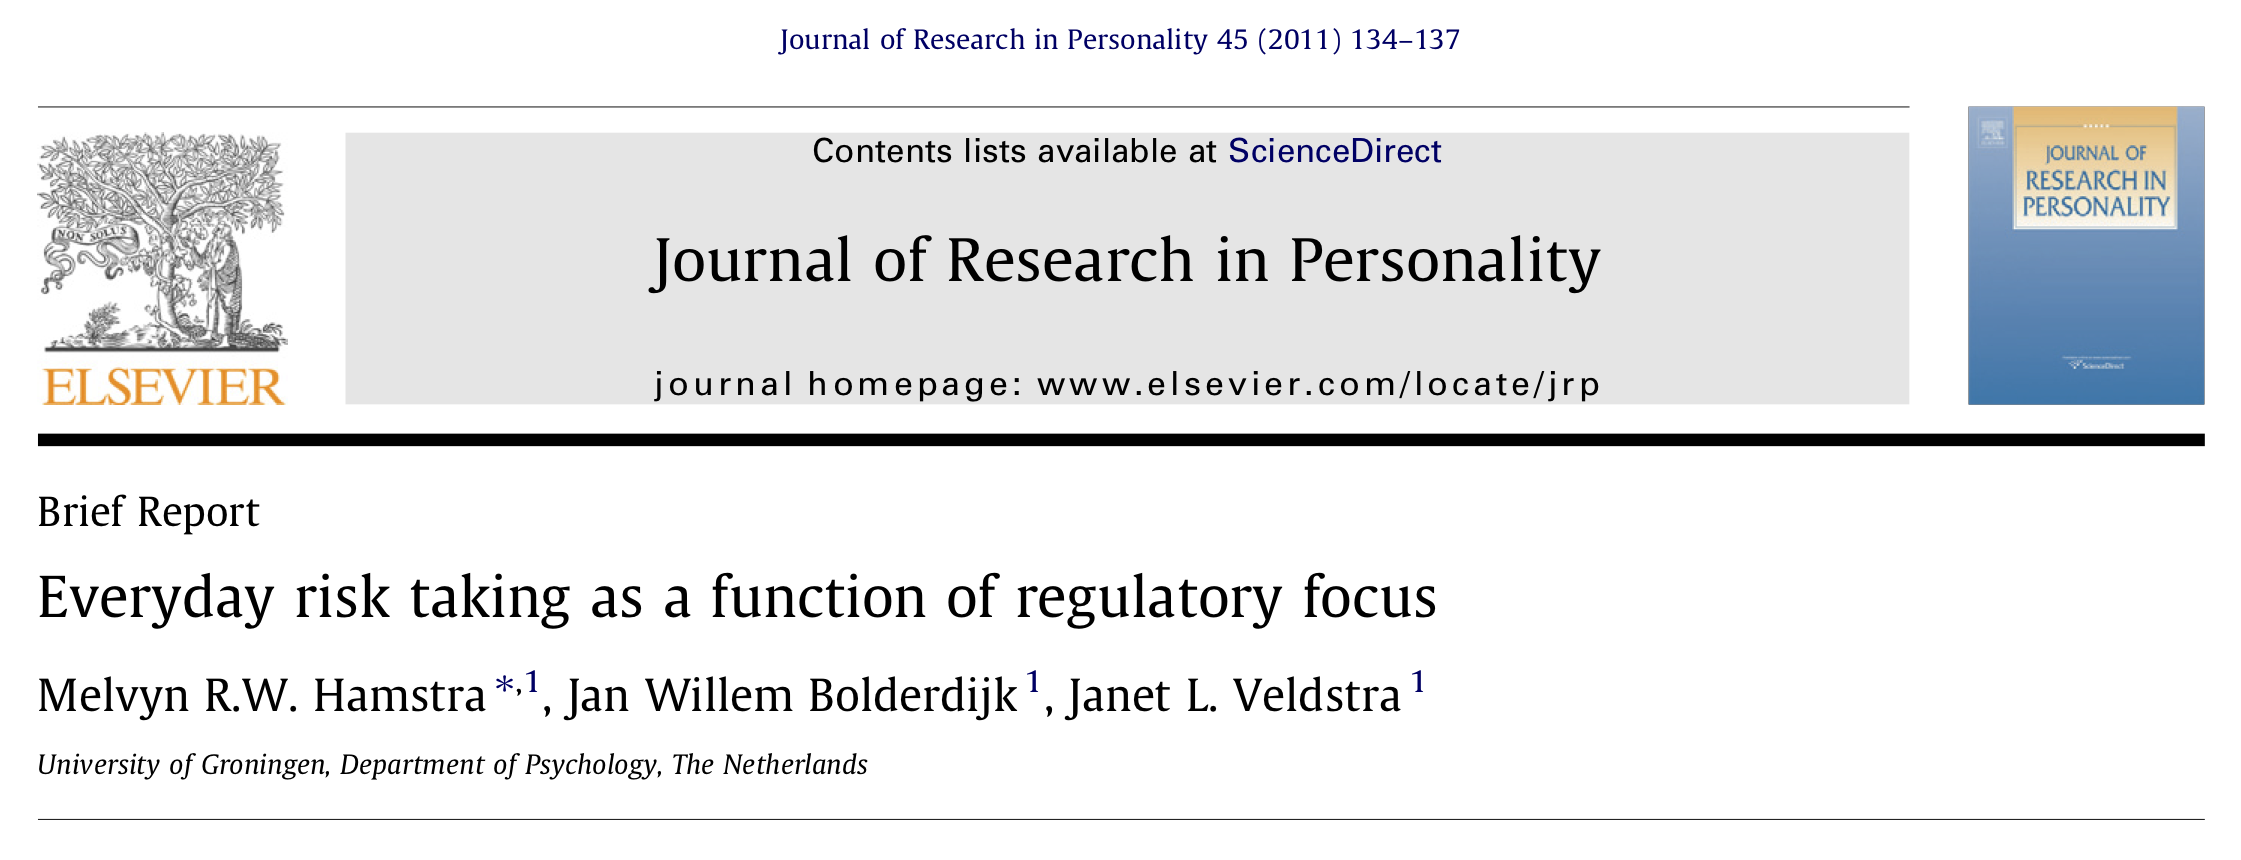 Journal of Research in Personality 45 (2011) 134–137
Contents lists available at ScienceDirect
Journal of Research in Personality
journal homepage: www.elsevier.com/locate/jrp
NON SOLUS
ELSEVIER
JOURNAL OF
RESEARCH IN
PERSONALITY
ScienceDirect
Brief Report
Everyday risk taking as a function of regulatory focus
Melvyn R.W. Hamstra *,1, Jan Willem Bolderdijk 1, Janet L. Veldstra 1
University of Groningen, Department of Psychology, The Netherlands